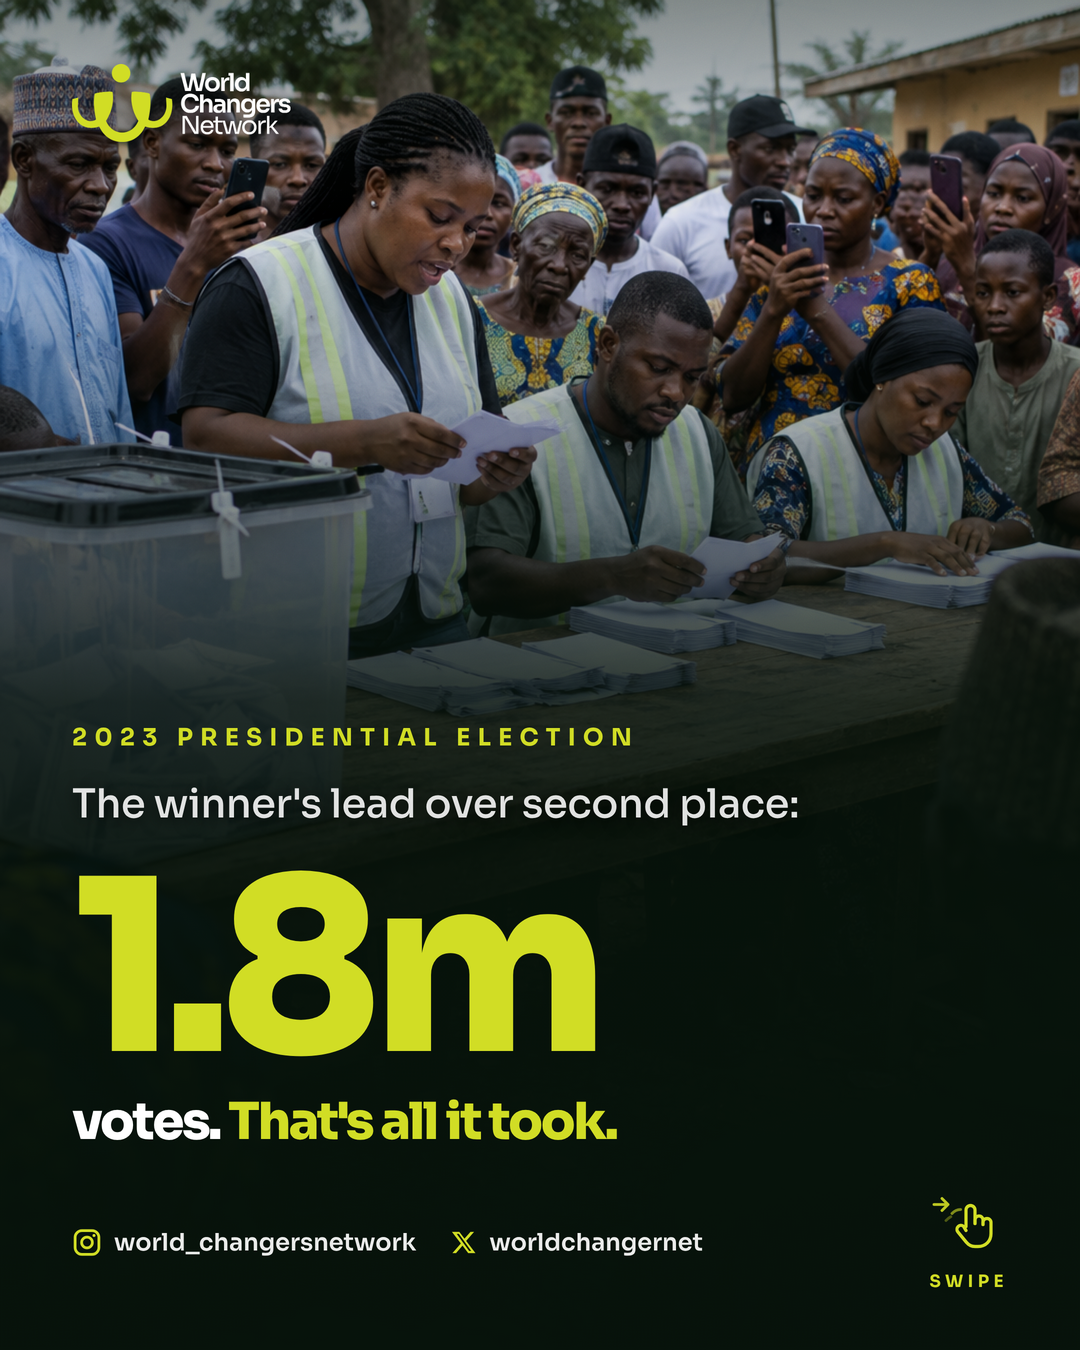 World
Changers
Network
2023 PRESIDENTIAL ELECTION
The winner's lead over second place:
1.8m
votes. That's all it took.
world_changersnetwork worldchangernet
SWIPE